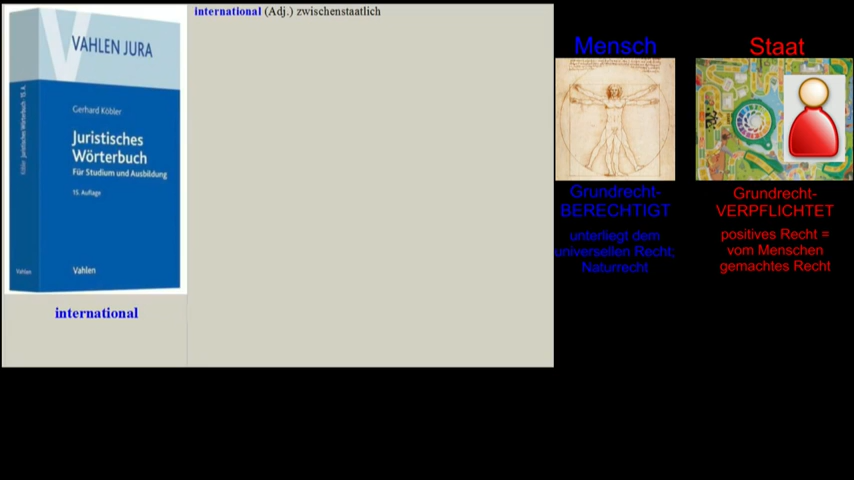 VAHLEN JURA
Gerhard Köbler
Juristisches
Wörterbuch
Für Studium und Ausbildung
15. Auflage
Vahlen
Vahlen
international
international (Adj.) zwischenstaatlich
Mensch
Grundrecht-
BERECHTIGT
unterliegt dem
universellen Recht;
Naturrecht
Staat
Grundrecht-
VERPFLICHTET
positives Recht =
vom Menschen
gemachtes Recht